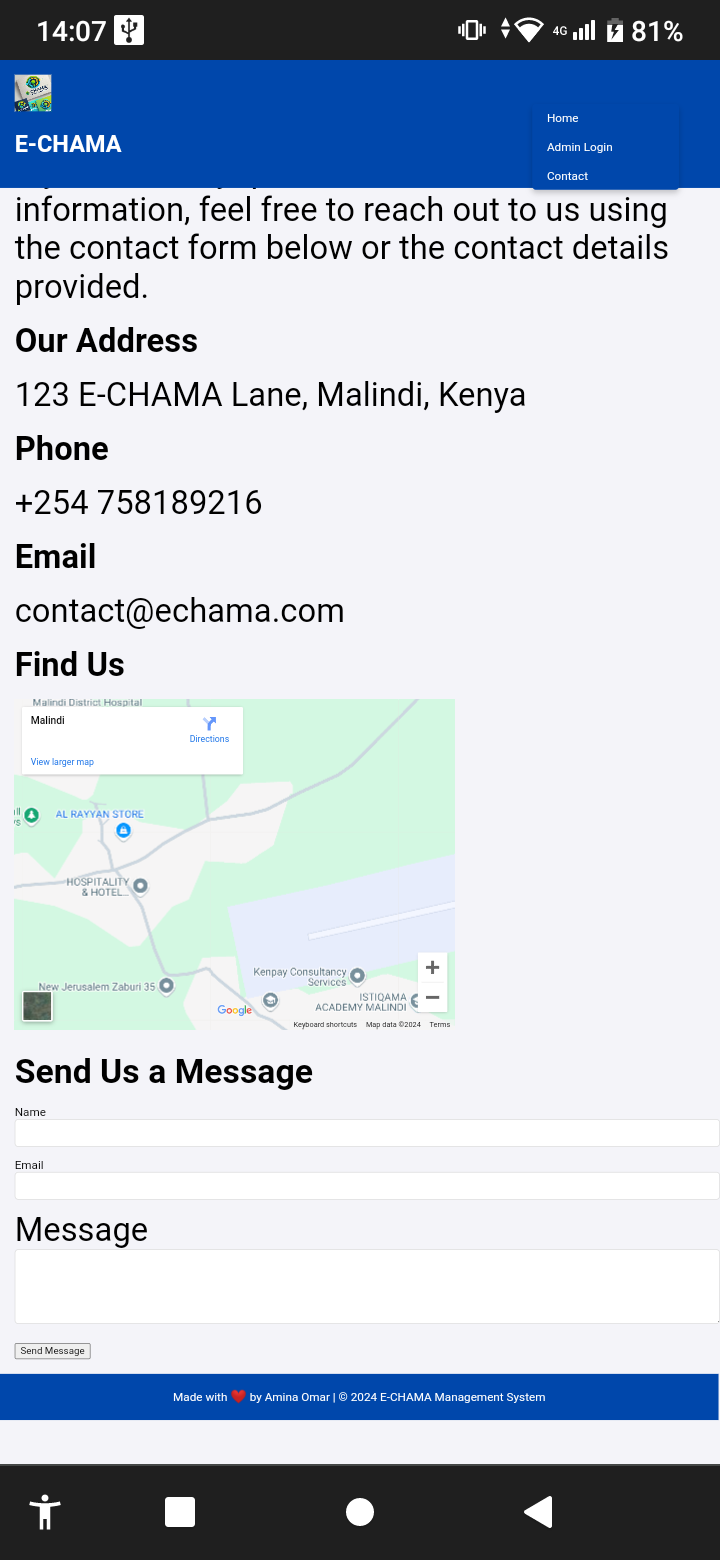 14:07
4G
81%
E-CHAMA
Home
Admin Login
Contact
information, feel free to reach out to us using
the contact form below or the contact details
provided.
Our Address
123 E-CHAMA Lane, Malindi, Kenya
Phone
+254 758189216
Email
contact@echama.com
Find Us
Malindi District Hospital
Malindi
Directions
View larger map
AL RAYYAN STORE
HOSPITALITY
& HOTEL...
Kenpay Consultancy
Services
New Jerusalem Zaburi 35
ISTIQAMA
ACADEMY MALINDI
Google
Keyboard shortcuts
Map data ©2024
Terms
Send Us a Message
Name
Email
Message
Send Message
Made with ❤️ by Amina Omar | © 2024 E-CHAMA Management System